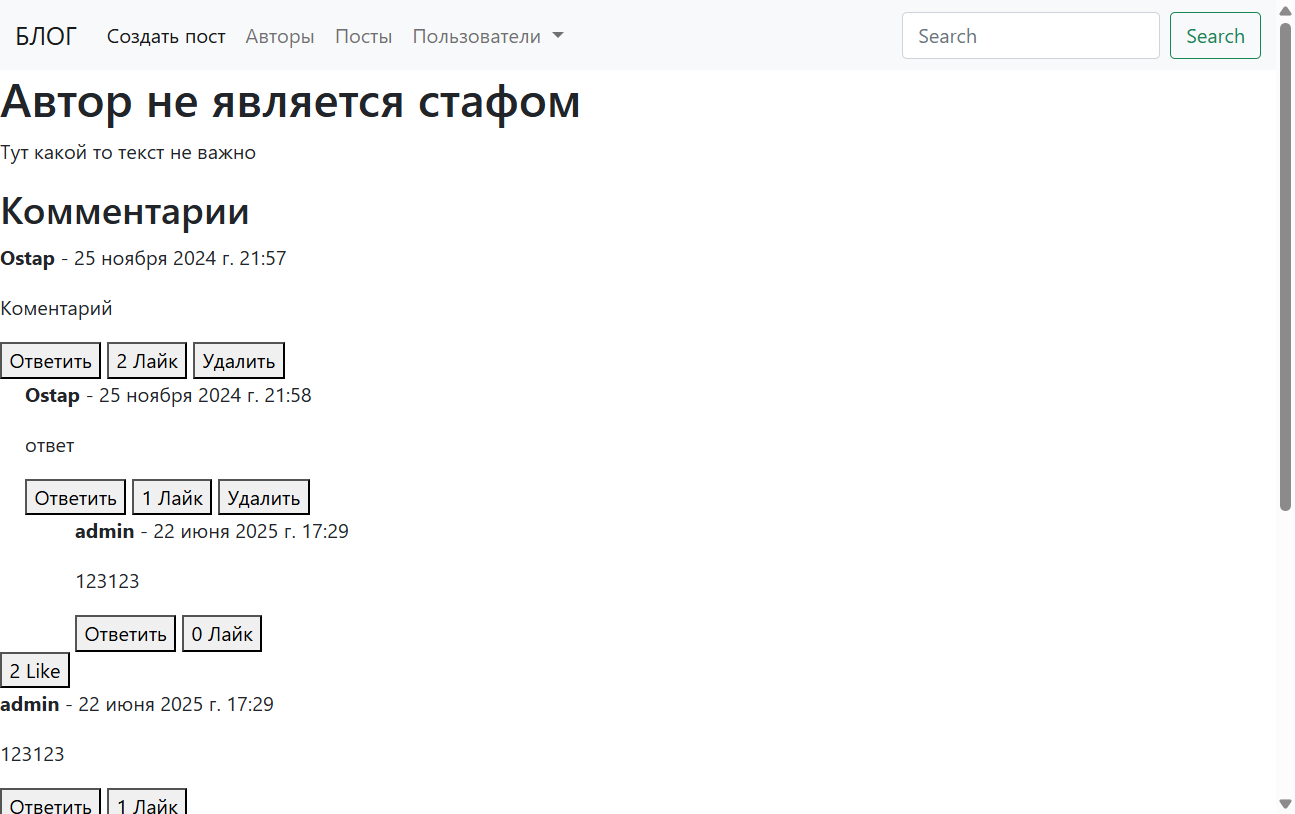 БЛОГ Создать пост Авторы Посты Пользователи Search Search
Автор не является стафом
Тут какой то текст не важно
Комментарии
Ostap - 25 ноября 2024 г. 21:57
Коментарий
Ответить 2 Лайк Удалить
Ostap - 25 ноября 2024 г. 21:58
ответ
Ответить 1 Лайк Удалить
admin - 22 июня 2025 г. 17:29
123123
Ответить 0 Лайк
2 Like
admin - 22 июня 2025 г. 17:29
123123
Ответить 1 Лайк